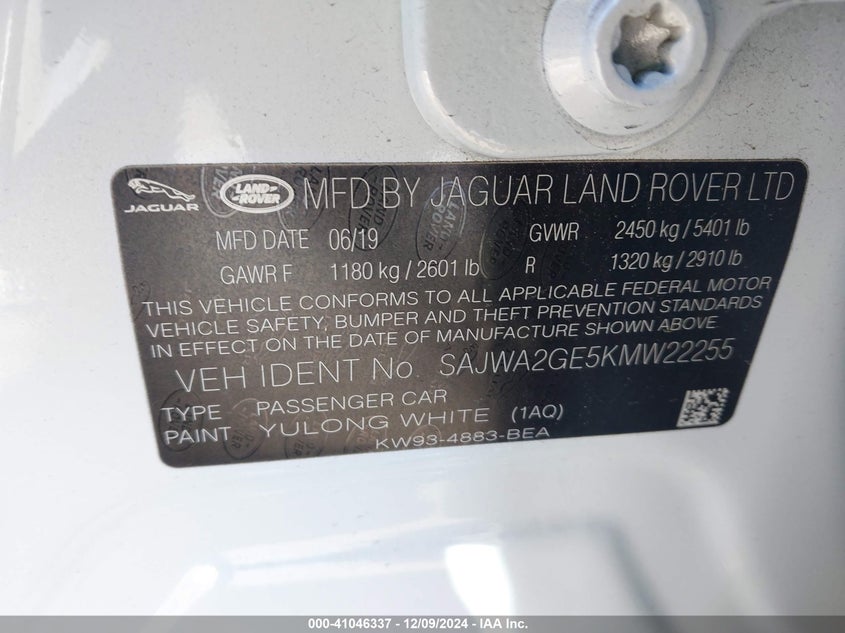 JAGUAR LAND ROVER MFD BY JAGUAR LAND ROVER LTD
MFD DATE 06/19 GVWR 2450 kg / 5401 lb
GAWR F 1180 kg / 2601 lb R 1320 kg / 2910 lb
THIS VEHICLE CONFORMS TO ALL APPLICABLE FEDERAL MOTOR
VEHICLE SAFETY, BUMPER AND THEFT PREVENTION STANDARDS
IN EFFECT ON THE DATE OF MANUFACTURE SHOWN ABOVE.
VEH IDENT No. SAJWA2GE5KMW22255
TYPE PASSENGER CAR
PAINT YULONG WHITE (1AQ)
KW93-4883-BEA
000-41046337 - 12/09/2024 - IAA Inc.